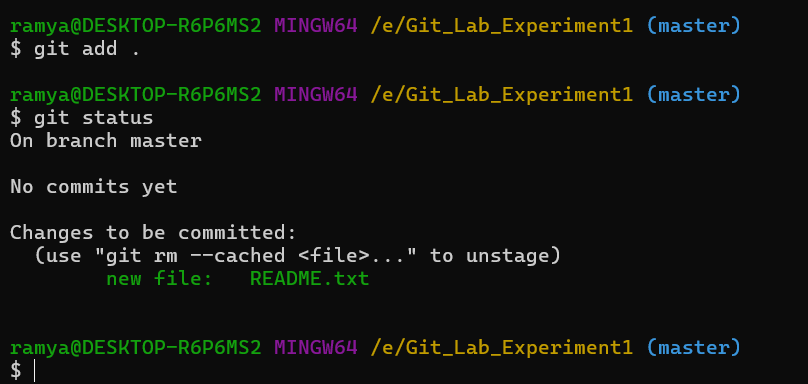 ramya@DESKTOP-R6P6MS2 MINGW64 /e/Git_Lab_Experiment1 (master)
$ git add .
ramya@DESKTOP-R6P6MS2 MINGW64 /e/Git_Lab_Experiment1 (master)
$ git status
On branch master
No commits yet
Changes to be committed:
  (use "git rm --cached <file>..." to unstage)
        new file:   README.txt
ramya@DESKTOP-R6P6MS2 MINGW64 /e/Git_Lab_Experiment1 (master)
$